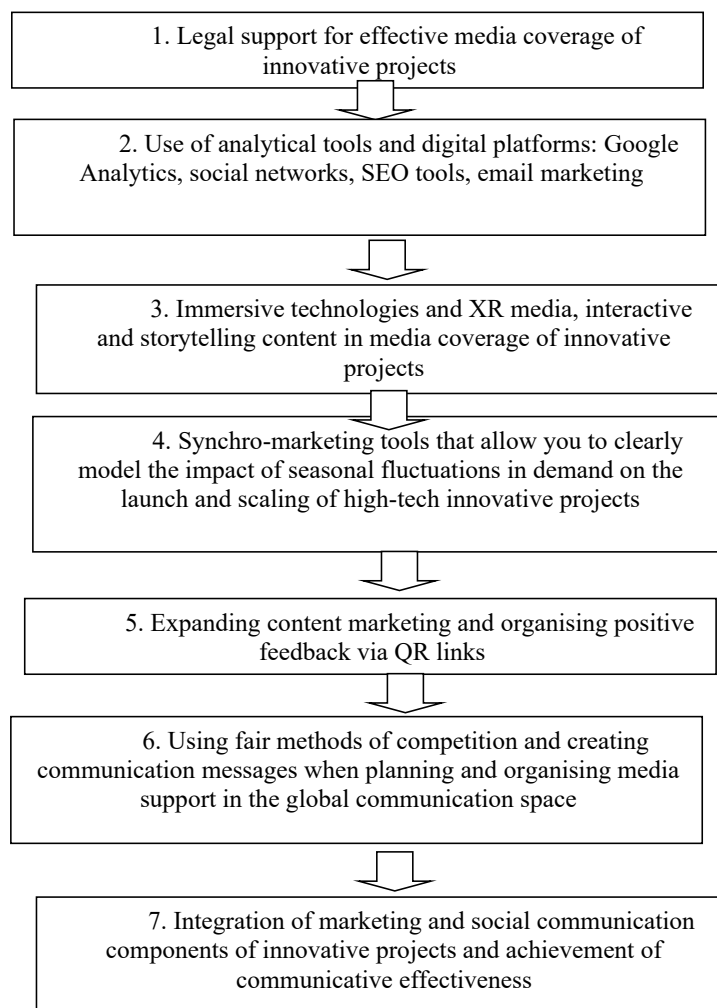 1. Legal support for effective media coverage of
innovative projects
2. Use of analytical tools and digital platforms: Google
Analytics, social networks, SEO tools, email marketing
3. Immersive technologies and XR media, interactive
and storytelling content in media coverage of innovative
projects
4. Synchro-marketing tools that allow you to clearly
model the impact of seasonal fluctuations in demand on the
launch and scaling of high-tech innovative projects
5. Expanding content marketing and organising positive
feedback via QR links
6. Using fair methods of competition and creating
communication messages when planning and organising media
support in the global communication space
7. Integration of marketing and social communication
components of innovative projects and achievement of
communicative effectiveness